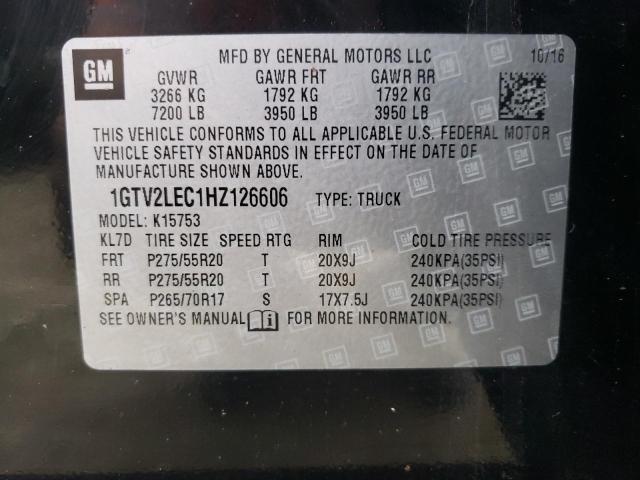 GM
MFD BY GENERAL MOTORS LLC 10/16
GVWR GAWR FRT GAWR RR
3266 KG 1792 KG 1792 KG
7200 LB 3950 LB 3950 LB
THIS VEHICLE CONFORMS TO ALL APPLICABLE U.S. FEDERAL MOTOR
VEHICLE SAFETY STANDARDS IN EFFECT ON THE DATE OF
MANUFACTURE SHOWN ABOVE.
1GTV2LEC1HZ126606 TYPE: TRUCK
MODEL: K15753
KL7D TIRE SIZE SPEED RTG RIM COLD TIRE PRESSURE
FRT P275/55R20 T 20X9J 240KPA(35PSI)
RR P275/55R20 T 20X9J 240KPA(35PSI)
SPA P265/70R17 S 17X7.5J 240KPA(35PSI)
SEE OWNER'S MANUAL FOR MORE INFORMATION.